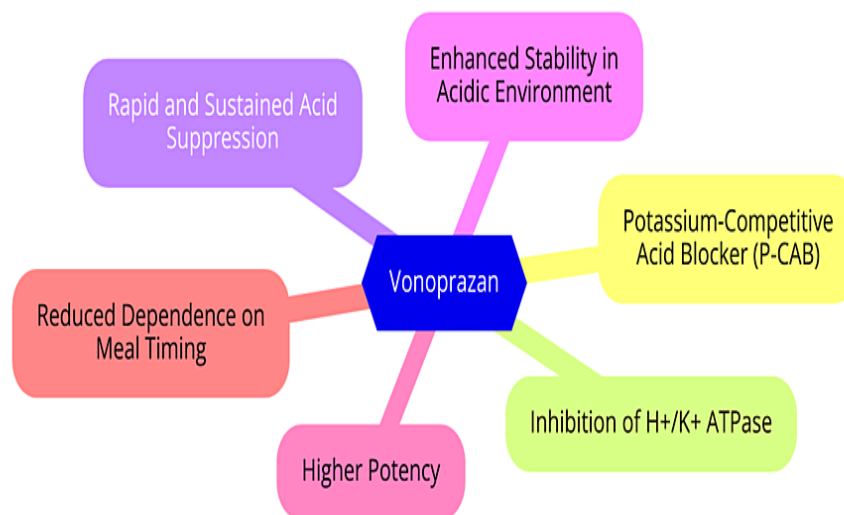 Enhanced Stability in
Acidic Environment
Rapid and Sustained Acid
Suppression
Potassium-Competitive
Acid Blocker (P-CAB)
Vonoprazan
Reduced Dependence on
Meal Timing
Inhibition of H+/K+ ATPase
Higher Potency